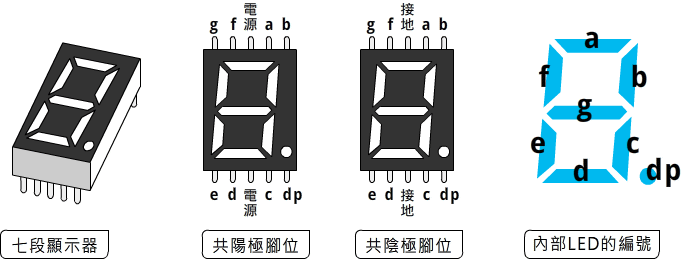 g f 電源 a b
e d 電源 c dp
g f 接地 a b
e d 接地 c dp
a
f b
g
e c
d dp
七段顯示器
共陽極腳位
共陰極腳位
內部LED的編號